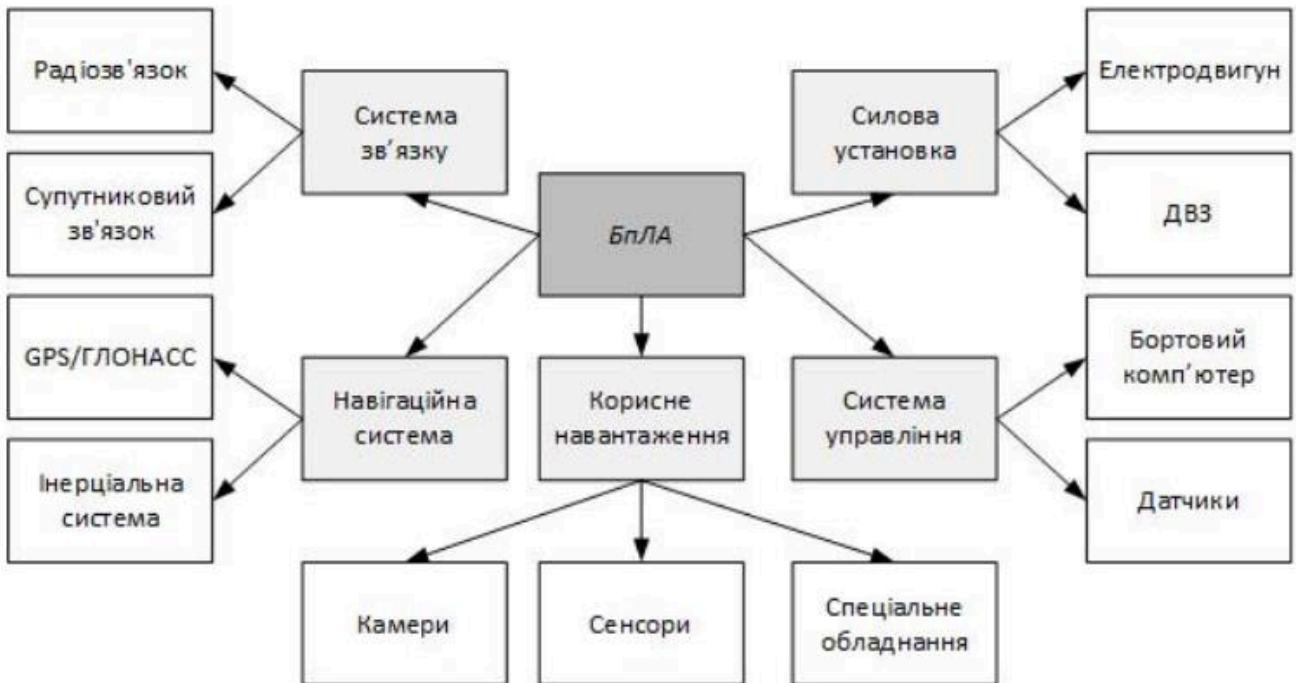 Радіозв'язок
Система
зв’язку
Силова
установка
Електродвигун
Супутниковий
зв'язок
БпЛА
ДВЗ
GPS/ГЛОНАСС
Навігаційна
система
Корисне
навантаження
Система
управління
Бортовий
комп’ютер
Інерціальна
система
Датчики
Камери
Сенсори
Спеціальне
обладнання